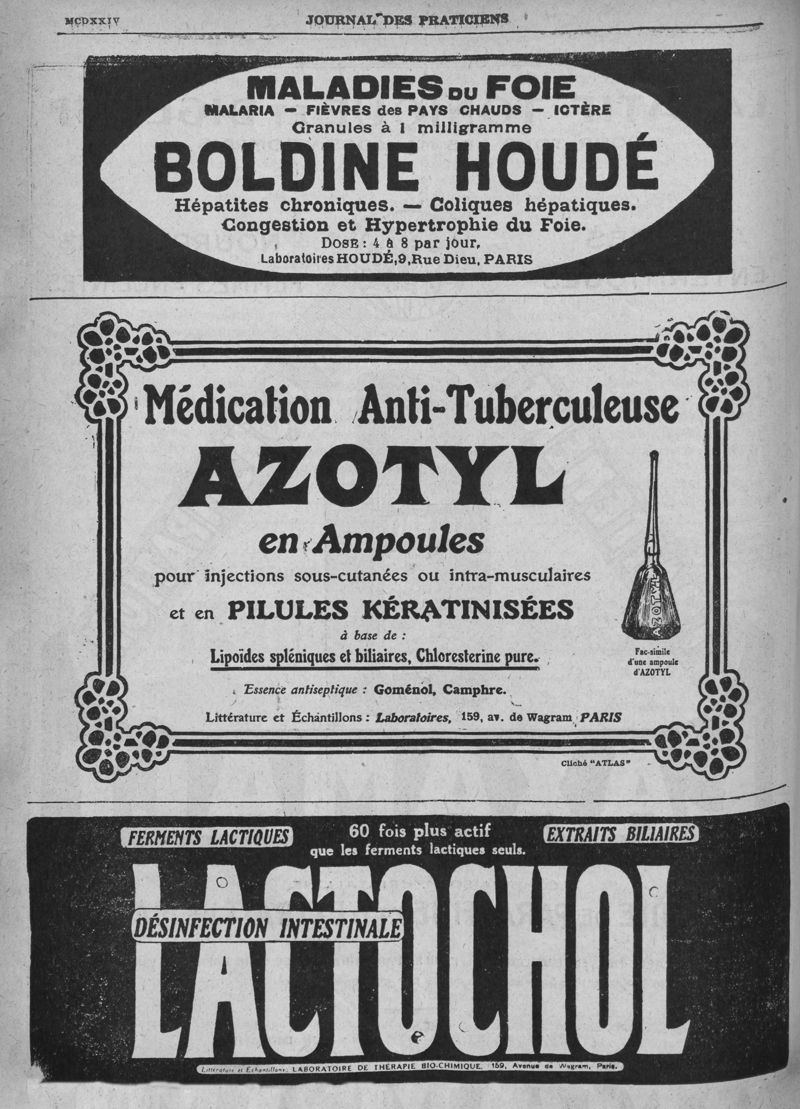 MCDXXIV
JOURNAL DES PRATICIENS
MALADIES DU FOIE
MALARIA — FIÈVRES des PAYS CHAUDS — ICTÈRE
Granules à 1 milligramme
BOLDINE HOUDÉ
Hépatites chroniques. — Coliques hépatiques.
Congestion et Hypertrophie du Foie.
DOSE : 4 à 8 par jour,
Laboratoires HOUDÉ, 9, Rue Dieu, PARIS
Médication Anti-Tuberculeuse
AZOTYL
en Ampoules
pour injections sous-cutanées ou intra-musculaires
et en PILULES KÉRATINISÉES
à base de :
Lipoïdes spléniques et biliaires, Chloresterine pure.
Essence antiseptique : Goménol, Camphre.
Littérature et Échantillons : Laboratoires, 159, av. de Wagram, PARIS
AZOTYL
Fac-simile
d'une ampoule
d'AZOTYL
Cliché "ATLAS"
FERMENTS LACTIQUES
60 fois plus actif
que les ferments lactiques seuls.
EXTRAITS BILIAIRES
LACTOCHOL
DÉSINFECTION INTESTINALE
Littérature et Echantillons, LABORATOIRE DE THÉRAPIE BIO-CHIMIQUE, 159, Avenue de Wagram, Paris.